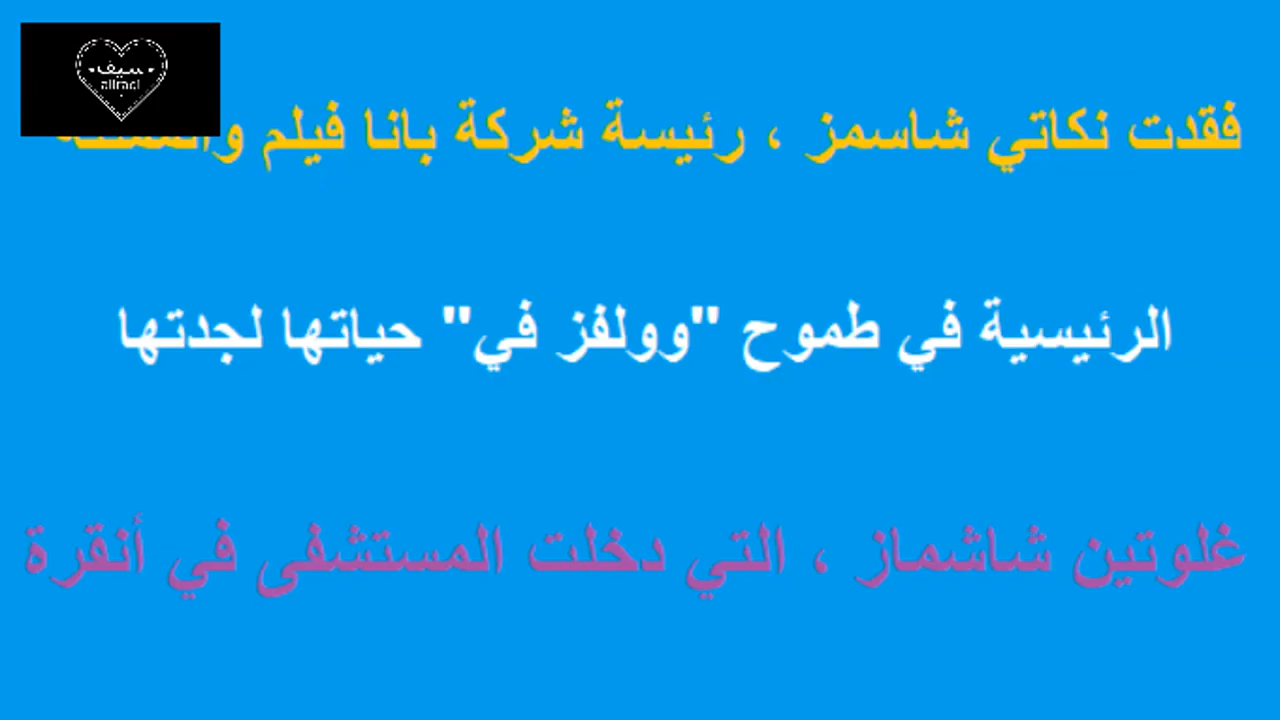 سيف
aliraqi
فقدت نكاتي شاسمز ، رئيسة شركة بانا فيلم
الرئيسية في طموح "وولفز في" حياتها لجدتها
غلوتين شاشماز ، التي دخلت المستشفى في أنقرة